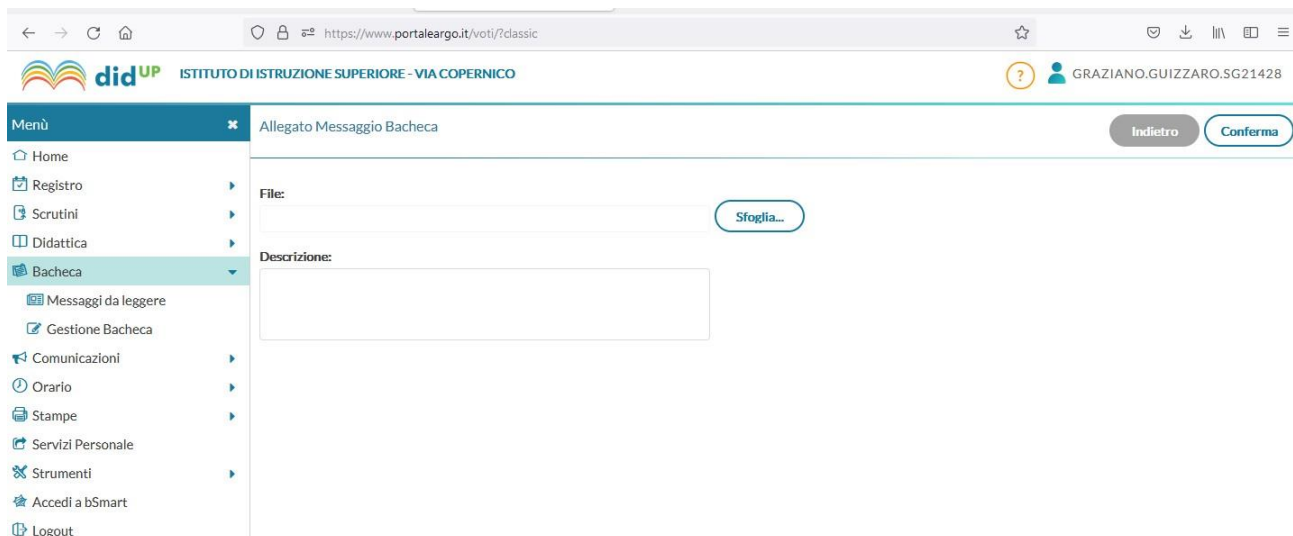 https://www.portaleargo.it/voti/?classic
didUP ISTITUTO DI ISTRUZIONE SUPERIORE - VIA COPERNICO
? GRAZIANO.GUIZZARO.SG21428
Menù
Allegato Messaggio Bacheca
Indietro
Conferma
Home
Registro
Scrutini
Didattica
Bacheca
Messaggi da leggere
Gestione Bacheca
Comunicazioni
Orario
Stampe
Servizi Personale
Strumenti
Accedi a bSmart
Logout
File:
Sfoglia...
Descrizione: